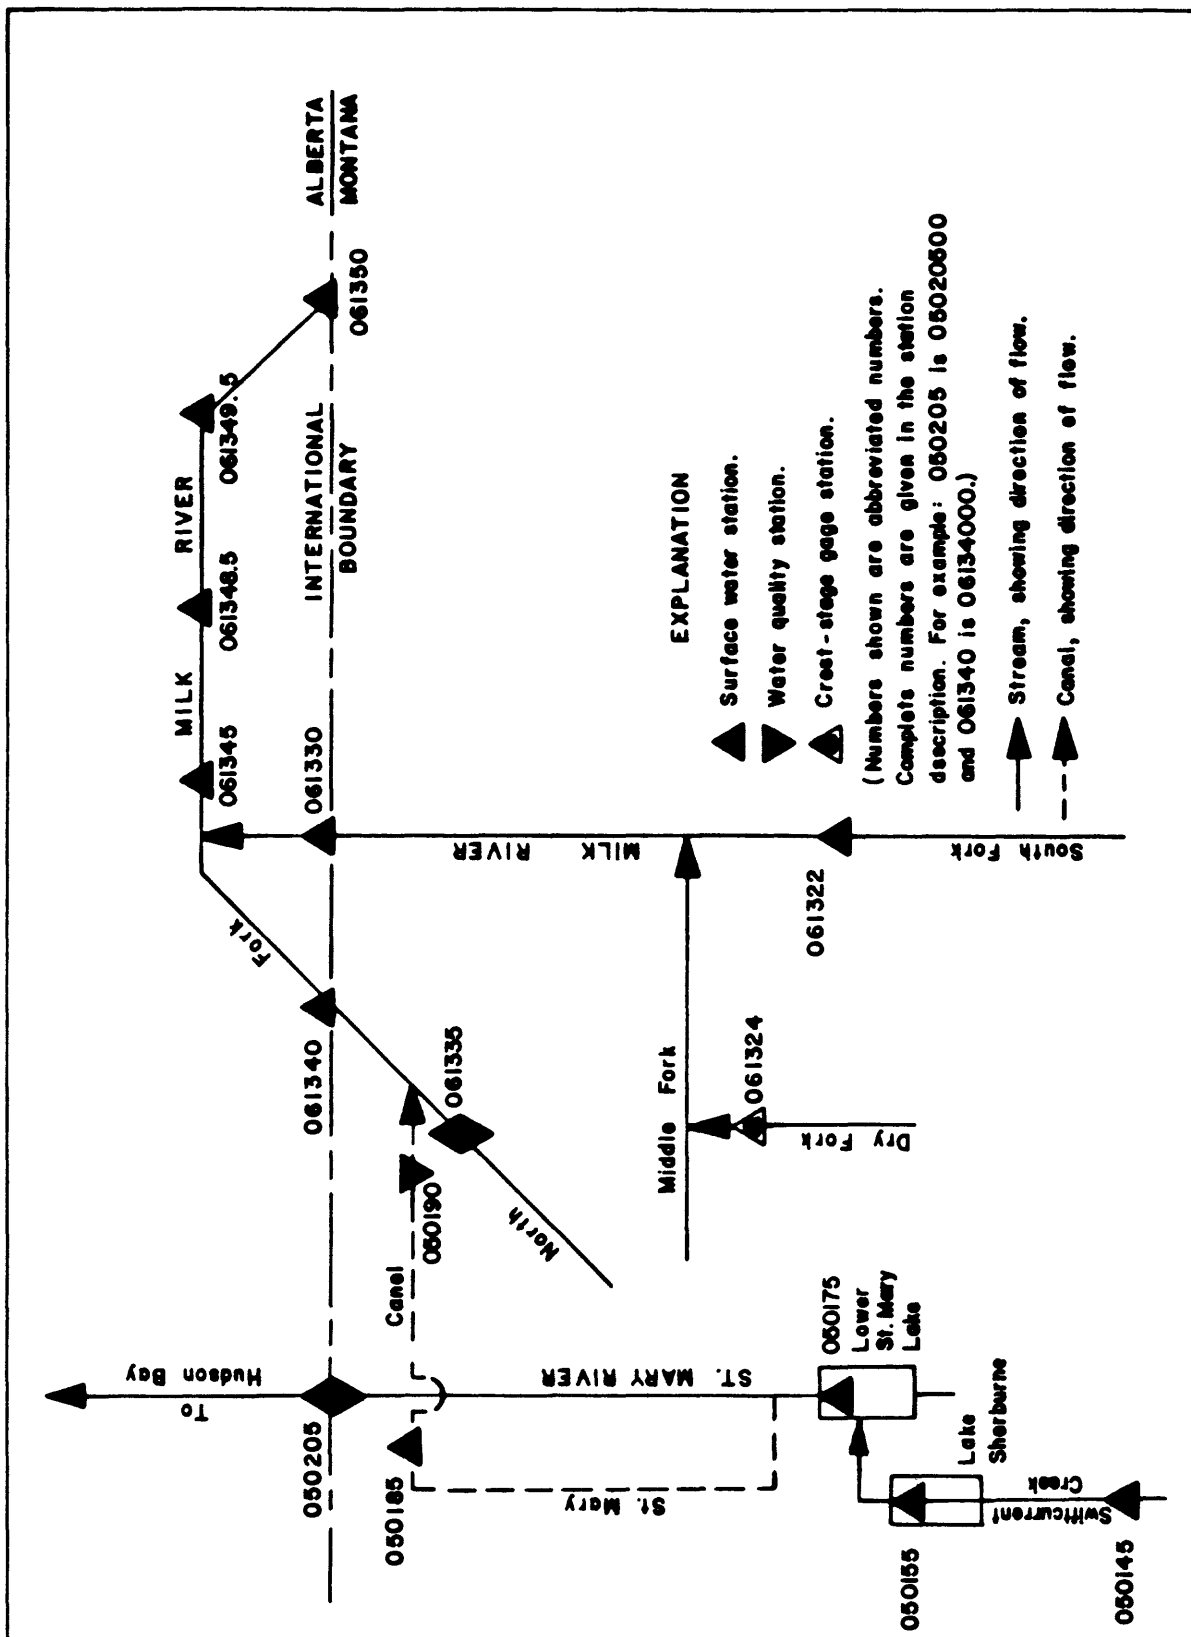 ALBERTA
MONTANA
MILK RIVER
INTERNATIONAL
BOUNDARY
061345
061348.5
061349.5
061350
061330
061340
061335
Fork
North
MILK
RIVER
South Fork
061322
Middle Fork
061324
Dry
Fork
To
Hudson Bay
050205
050185
050190
Canal
St. Mary
ST. MARY RIVER
050175
Lower
St. Mary
Lake
Lake
Sherburne
050155
Swiftcurrent
Creek
050145
EXPLANATION
Surface water station.
Water quality station.
Crest-stage gage station.
(Numbers shown are abbreviated numbers.
Complete numbers are given in the station
description. For example: 050205 is 05020500
and 061340 is 06134000.)
Stream, showing direction of flow.
Canal, showing direction of flow.